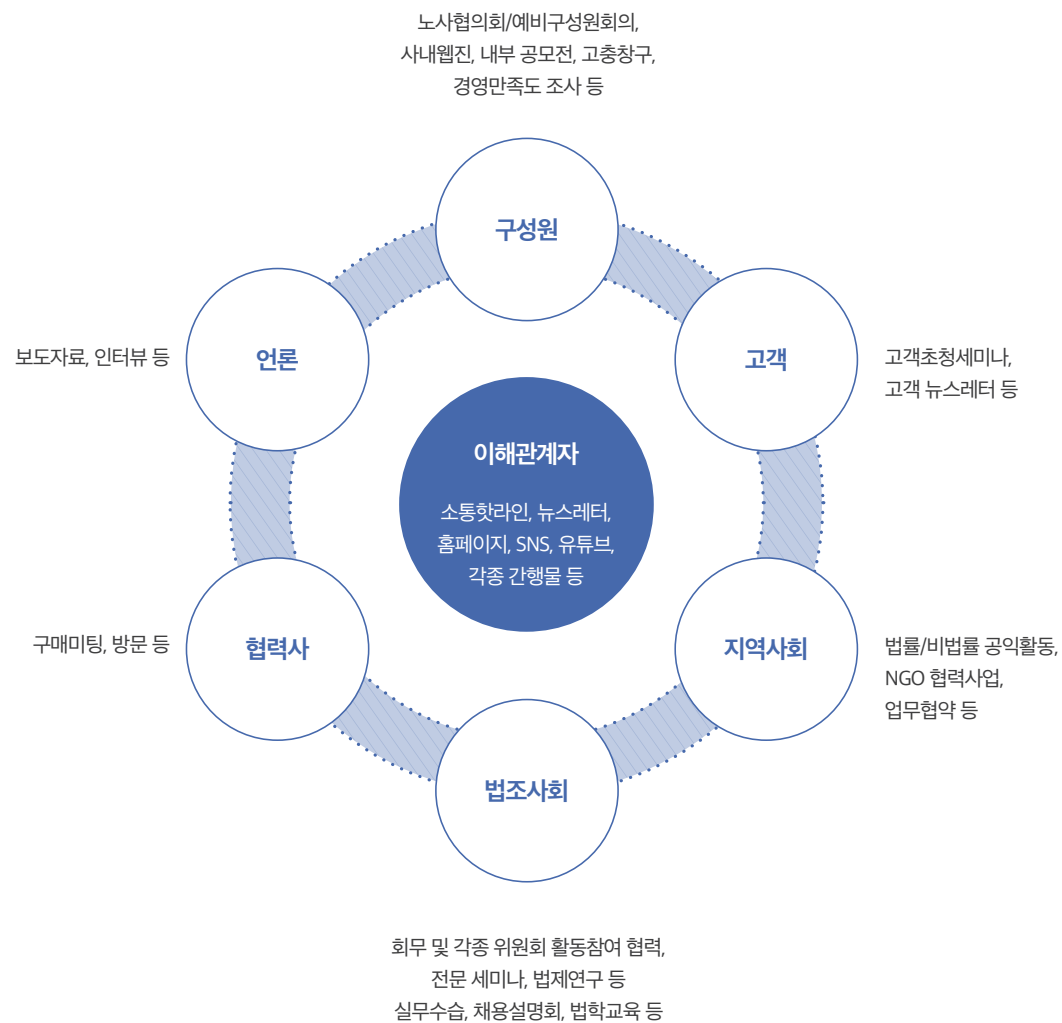 노사협의회/예비구성원회의,
사내웹진, 내부 공모전, 고충창구,
경영만족도 조사 등
구성원
언론
보도자료, 인터뷰 등
고객
고객초청세미나,
고객 뉴스레터 등
이해관계자
소통핫라인, 뉴스레터,
홈페이지, SNS, 유튜브,
각종 간행물 등
협력사
구매미팅, 방문 등
지역사회
법률/비법률 공익활동,
NGO 협력사업,
업무협약 등
법조사회
회무 및 각종 위원회 활동참여 협력,
전문 세미나, 법제연구 등
실무수습, 채용설명회, 법학교육 등